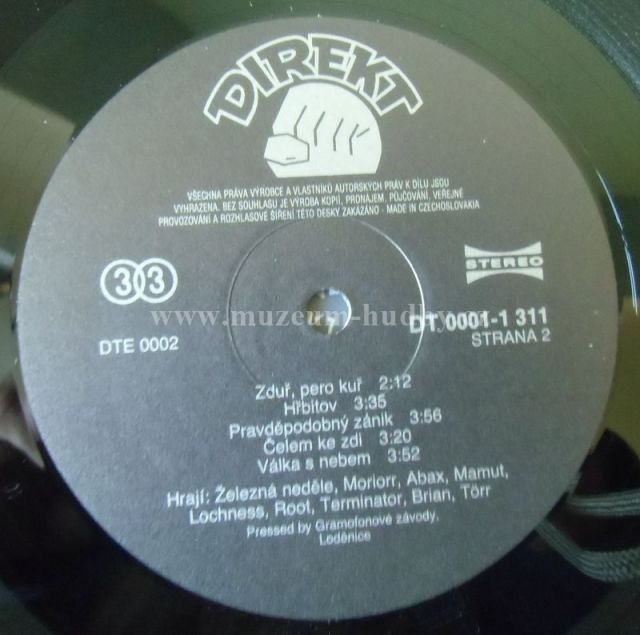 DIREKT
VŠECHNA PRÁVA VÝROBCE A VLASTNÍKŮ AUTORSKÝCH PRÁV K DÍLU JSOU
VYHRAZENA. BEZ SOUHLASU JE VÝROBA KOPIÍ, PRONÁJEM, PŮJČOVÁNÍ, VEŘEJNÉ
PROVOZOVÁNÍ A ROZHLASOVÉ ŠÍŘENÍ TÉTO DESKY ZAKÁZÁNO · MADE IN CZECHOSLOVAKIA
33
STEREO
www.muzeum-hudby
DTE 0002
DT 0001-1 311
STRANA 2
Zduř, pero kuř 2:12
Hřbitov 3:35
Pravděpodobný zánik 3:56
Čelem ke zdi 3:20
Válka s nebem 3:52
Hrají: Železná neděle, Moriorr, Abax, Mamut,
Lochness, Root, Terminator, Brian, Törr
Pressed by Gramofonové závody,
Loděnice